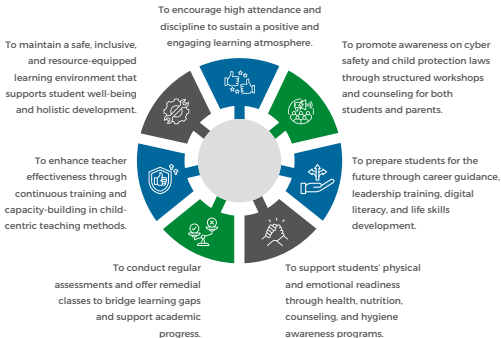 To encourage high attendance and
discipline to sustain a positive and
engaging learning atmosphere.
To maintain a safe, inclusive,
and resource-equipped
learning environment that
supports student well-being
and holistic development.
To promote awareness on cyber
safety and child protection laws
through structured workshops
and counseling for both
students and parents.
To enhance teacher
effectiveness through
continuous training and
capacity-building in child-
centric teaching methods.
To prepare students for the
future through career guidance,
leadership training, digital
literacy, and life skills
development.
To conduct regular
assessments and offer remedial
classes to bridge learning gaps
and support academic
progress.
To support students' physical
and emotional readiness
through health, nutrition,
counseling, and hygiene
awareness programs.